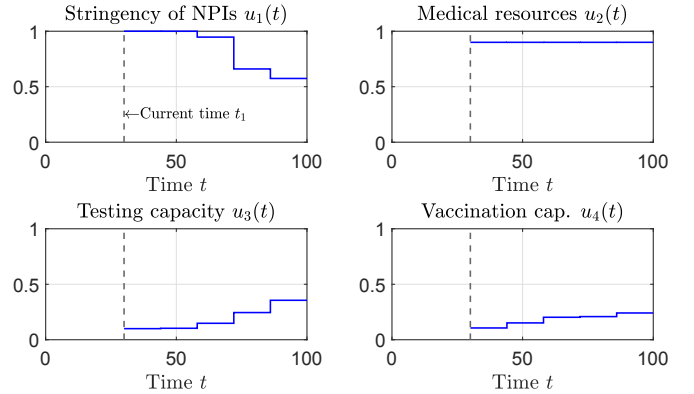 Stringency of NPIs u₁(t)
1
0.5
0
←Current time t₁
0 50 100
Time t
Medical resources u₂(t)
1
0.5
0
0 50 100
Time t
Testing capacity u₃(t)
1
0.5
0
0 50 100
Time t
Vaccination cap. u₄(t)
1
0.5
0
0 50 100
Time t